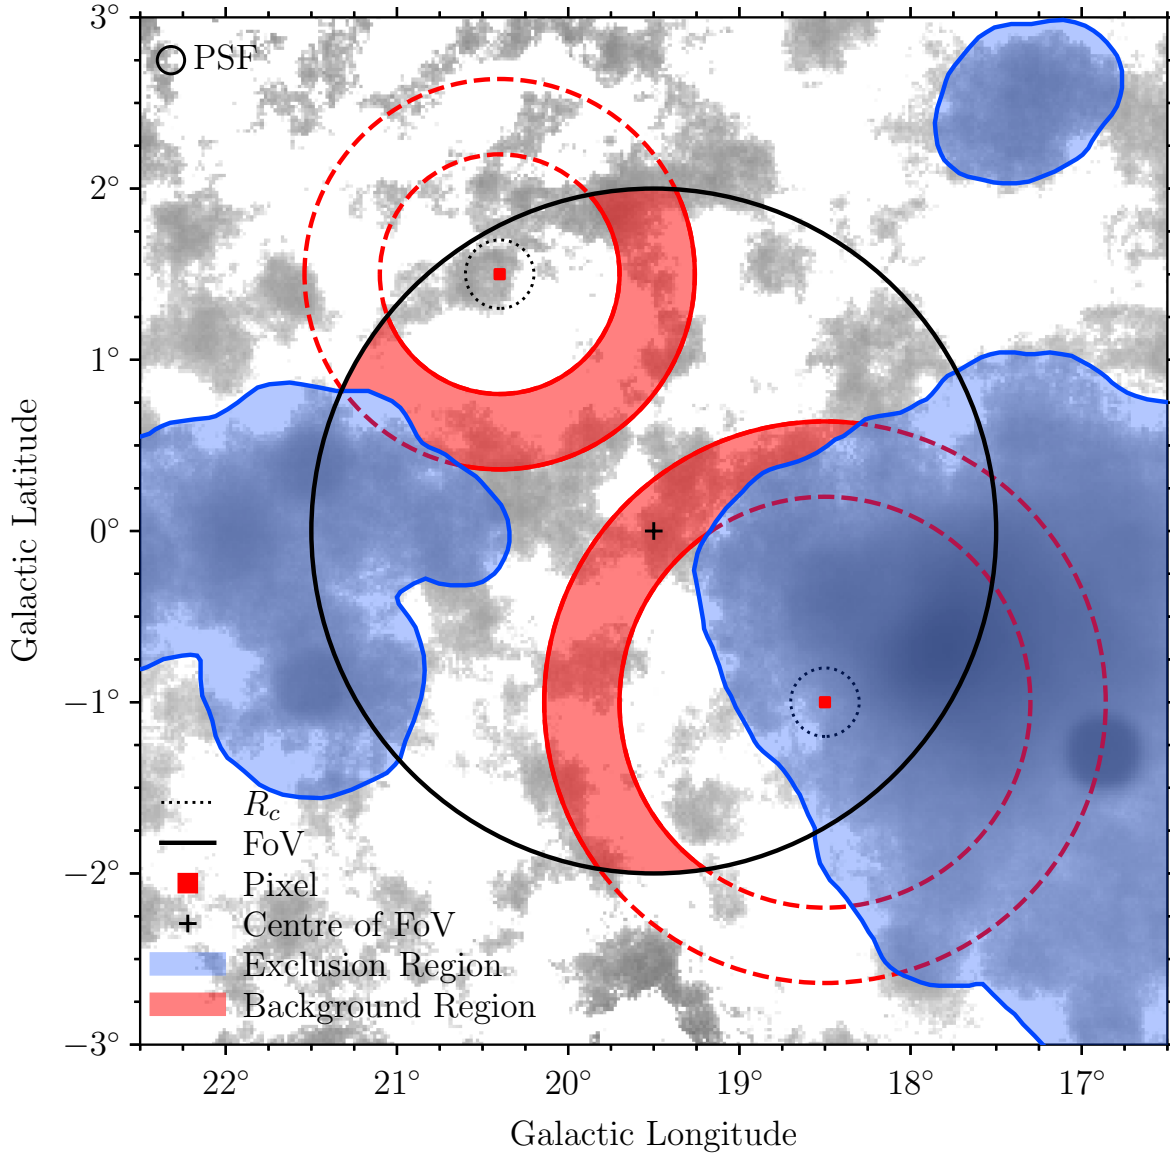 3°
2°
1°
0°
−1°
−2°
−3°
Galactic Latitude
PSF
R_c
FoV
Pixel
Centre of FoV
Exclusion Region
Background Region
22°
21°
20°
19°
18°
17°
Galactic Longitude